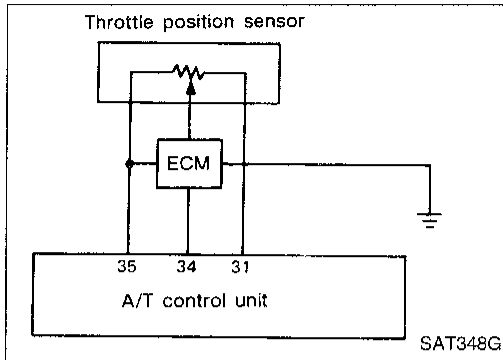 Throttle position sensor
ECM
35 34 31
A/T control unit
SAT348G